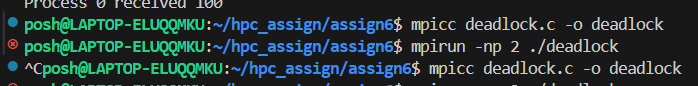 Process 0 received 100
posh@LAPTOP-ELUQQMKU:~/hpc_assign/assign6$ mpicc deadlock.c -o deadlock
posh@LAPTOP-ELUQQMKU:~/hpc_assign/assign6$ mpirun -np 2 ./deadlock
^Cposh@LAPTOP-ELUQQMKU:~/hpc_assign/assign6$ mpicc deadlock.c -o deadlock